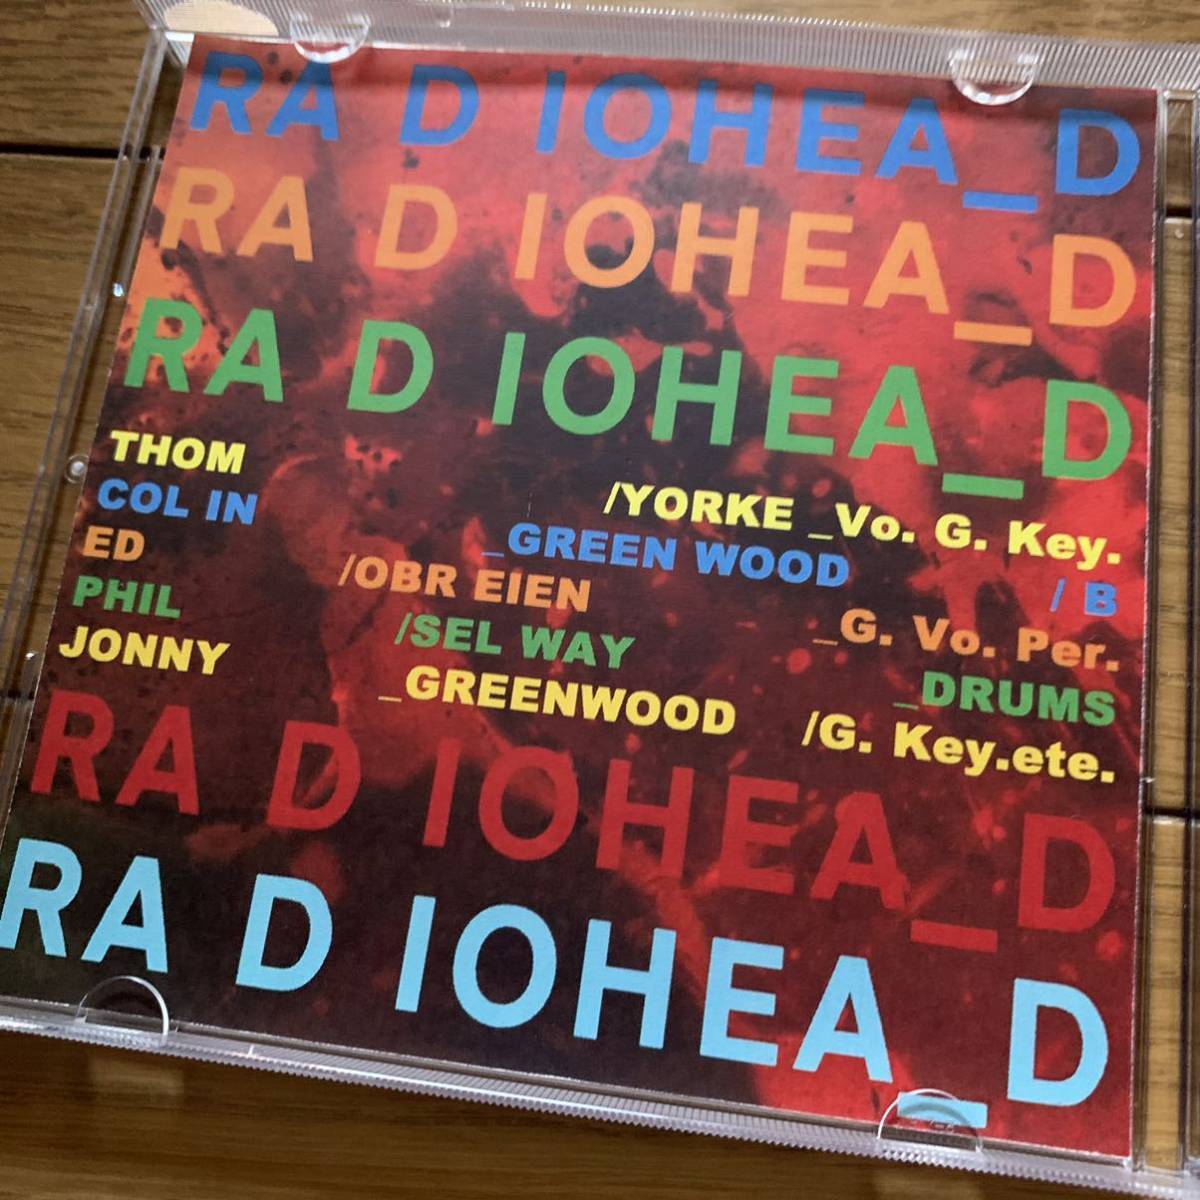 RA D IOHEA_D
RA D IOHEA_D
RA D IOHEA_D
THOM /YORKE _Vo. G. Key.
COL IN _GREEN WOOD / B
ED /OBR EIEN _G. Vo. Per.
PHIL /SEL WAY _DRUMS
JONNY _GREENWOOD /G. Key.ete.
RA D IOHEA_D
RA D IOHEA_D